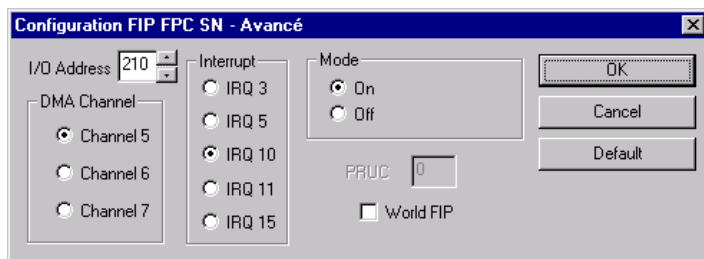 Configuration FIP FPC SN - Avancé
I/O Address 210
DMA Channel
Channel 5
Channel 6
Channel 7
Interrupt
IRQ 3
IRQ 5
IRQ 10
IRQ 11
IRQ 15
Mode
On
Off
PRUC 0
World FIP
OK
Cancel
Default